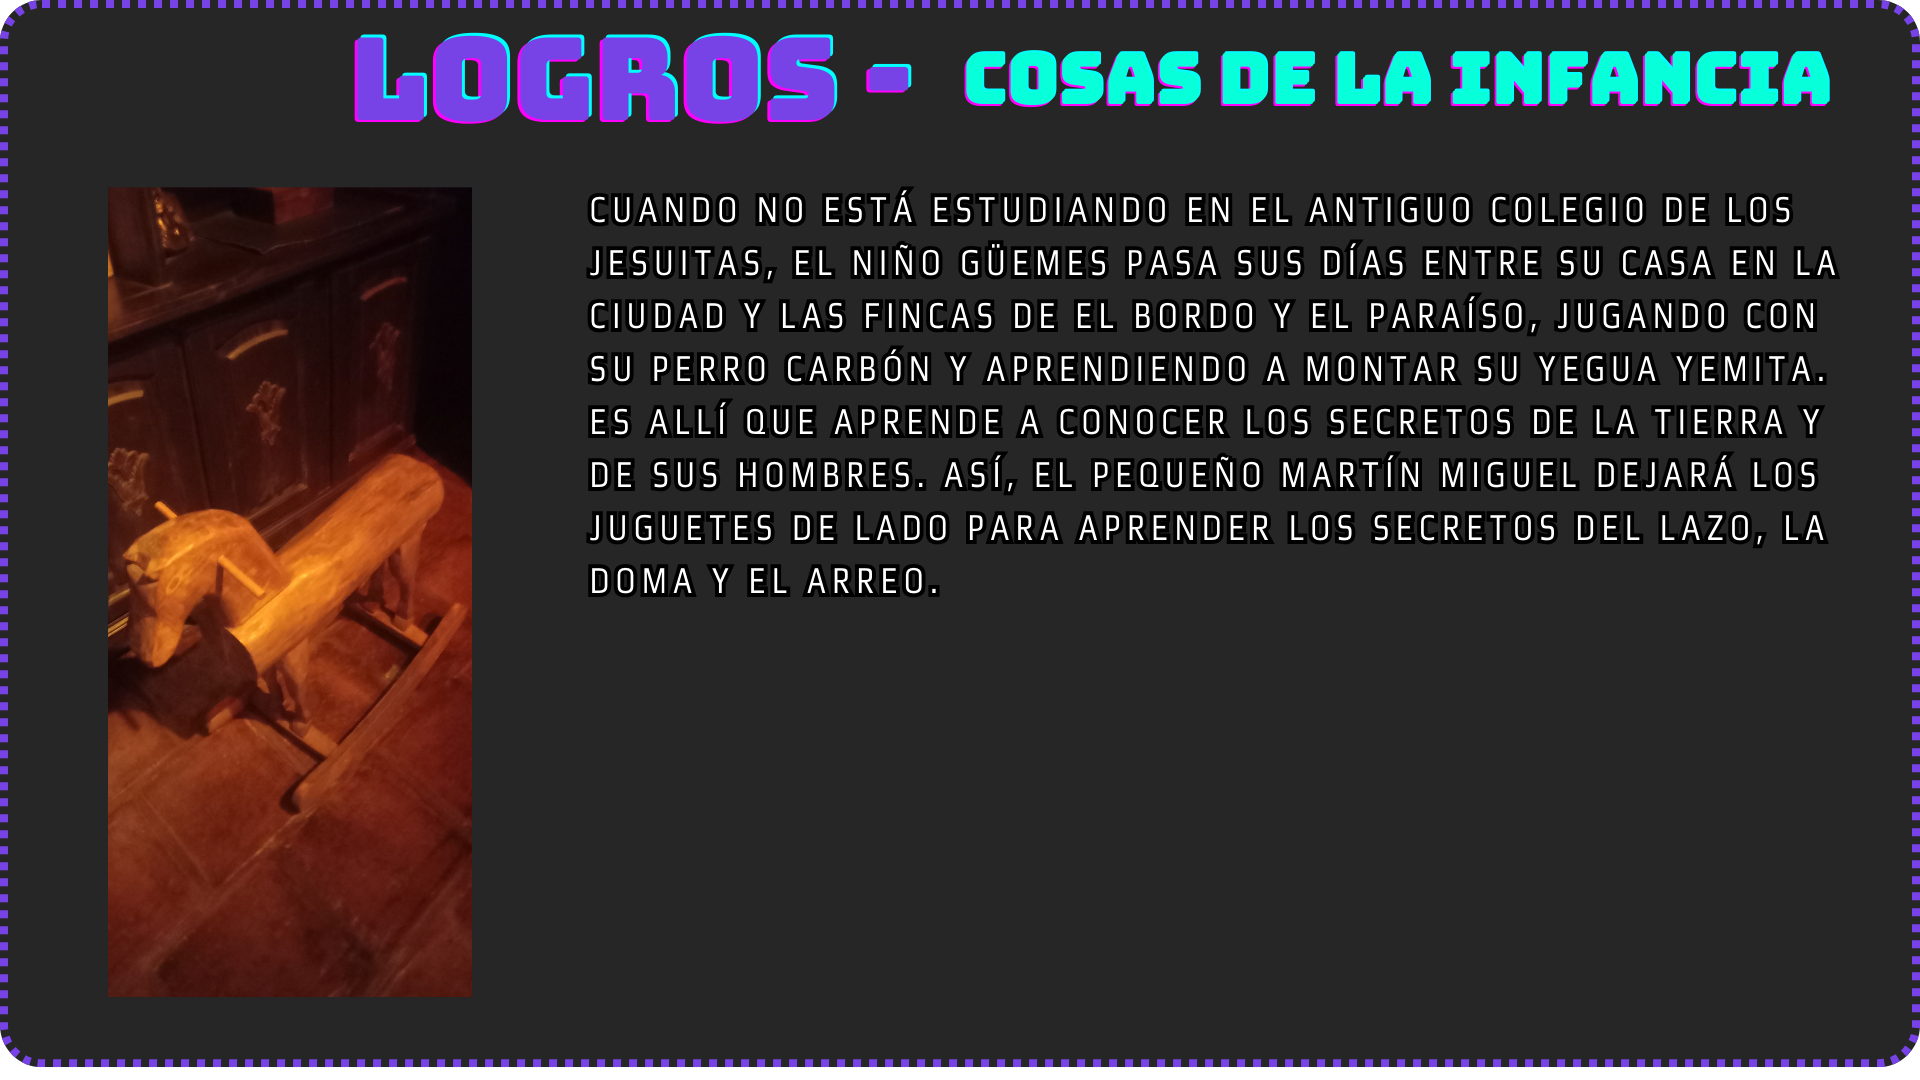 LOGROS - COSAS DE LA INFANCIA
CUANDO NO ESTÁ ESTUDIANDO EN EL ANTIGUO COLEGIO DE LOS
JESUITAS, EL NIÑO GÜEMES PASA SUS DÍAS ENTRE SU CASA EN LA
CIUDAD Y LAS FINCAS DE EL BORDO Y EL PARAÍSO, JUGANDO CON
SU PERRO CARBÓN Y APRENDIENDO A MONTAR SU YEGUA YEMITA.
ES ALLÍ QUE APRENDE A CONOCER LOS SECRETOS DE LA TIERRA Y
DE SUS HOMBRES. ASÍ, EL PEQUEÑO MARTÍN MIGUEL DEJARÁ LOS
JUGUETES DE LADO PARA APRENDER LOS SECRETOS DEL LAZO, LA
DOMA Y EL ARREO.